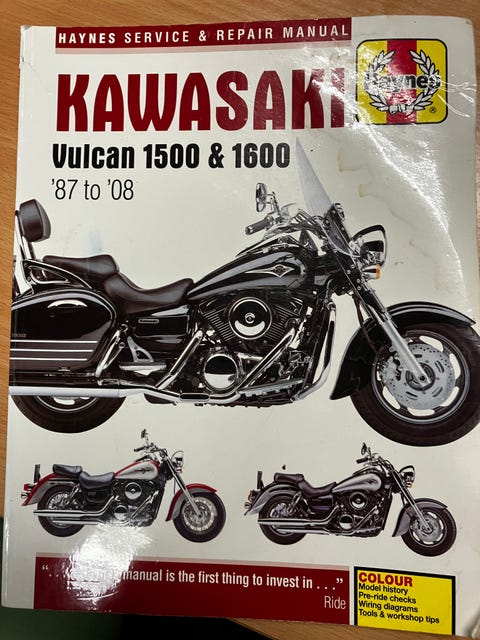 HAYNES SERVICE & REPAIR MANUAL
Haynes
®
KAWASAKI
Vulcan 1500 & 1600
'87 to '08
manual is the first thing to invest in . . ."
Ride
COLOUR
Model history
Pre-ride checks
Wiring diagrams
Tools & workshop tips